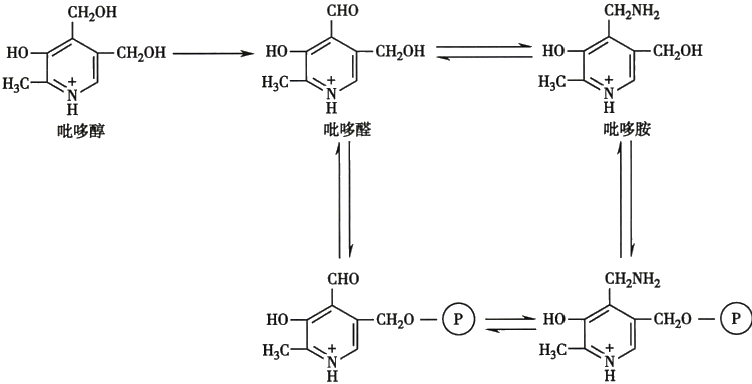 CH₂OH
HO
CH₂OH
H₃C
+
N
H
吡哆醇
CHO
HO
CH₂OH
H₃C
+
N
H
吡哆醛
CH₂NH₂
HO
CH₂OH
H₃C
+
N
H
吡哆胺
CHO
HO
CH₂O
P
H₃C
+
N
H
CH₂NH₂
HO
CH₂O
P
H₃C
+
N
H